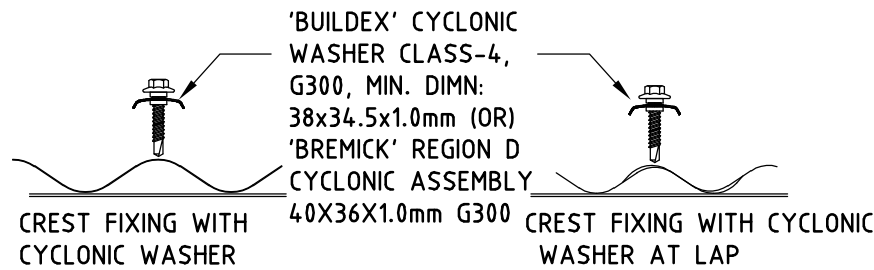 'BUILDEX' CYCLONIC
WASHER CLASS-4,
G300, MIN. DIMN:
38x34.5x1.0mm (OR)
'BREMICK' REGION D
CYCLONIC ASSEMBLY
40X36X1.0mm G300
CREST FIXING WITH
CYCLONIC WASHER
CREST FIXING WITH CYCLONIC
WASHER AT LAP